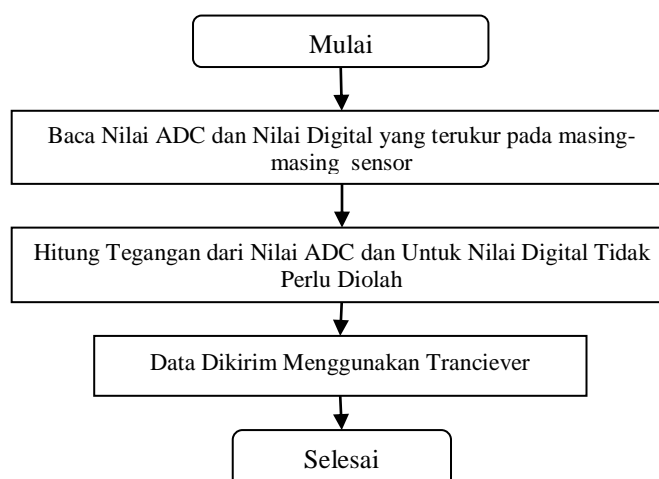 Mulai
Baca Nilai ADC dan Nilai Digital yang terukur pada masing-
masing sensor
Hitung Tegangan dari Nilai ADC dan Untuk Nilai Digital Tidak
Perlu Diolah
Data Dikirim Menggunakan Tranciever
Selesai